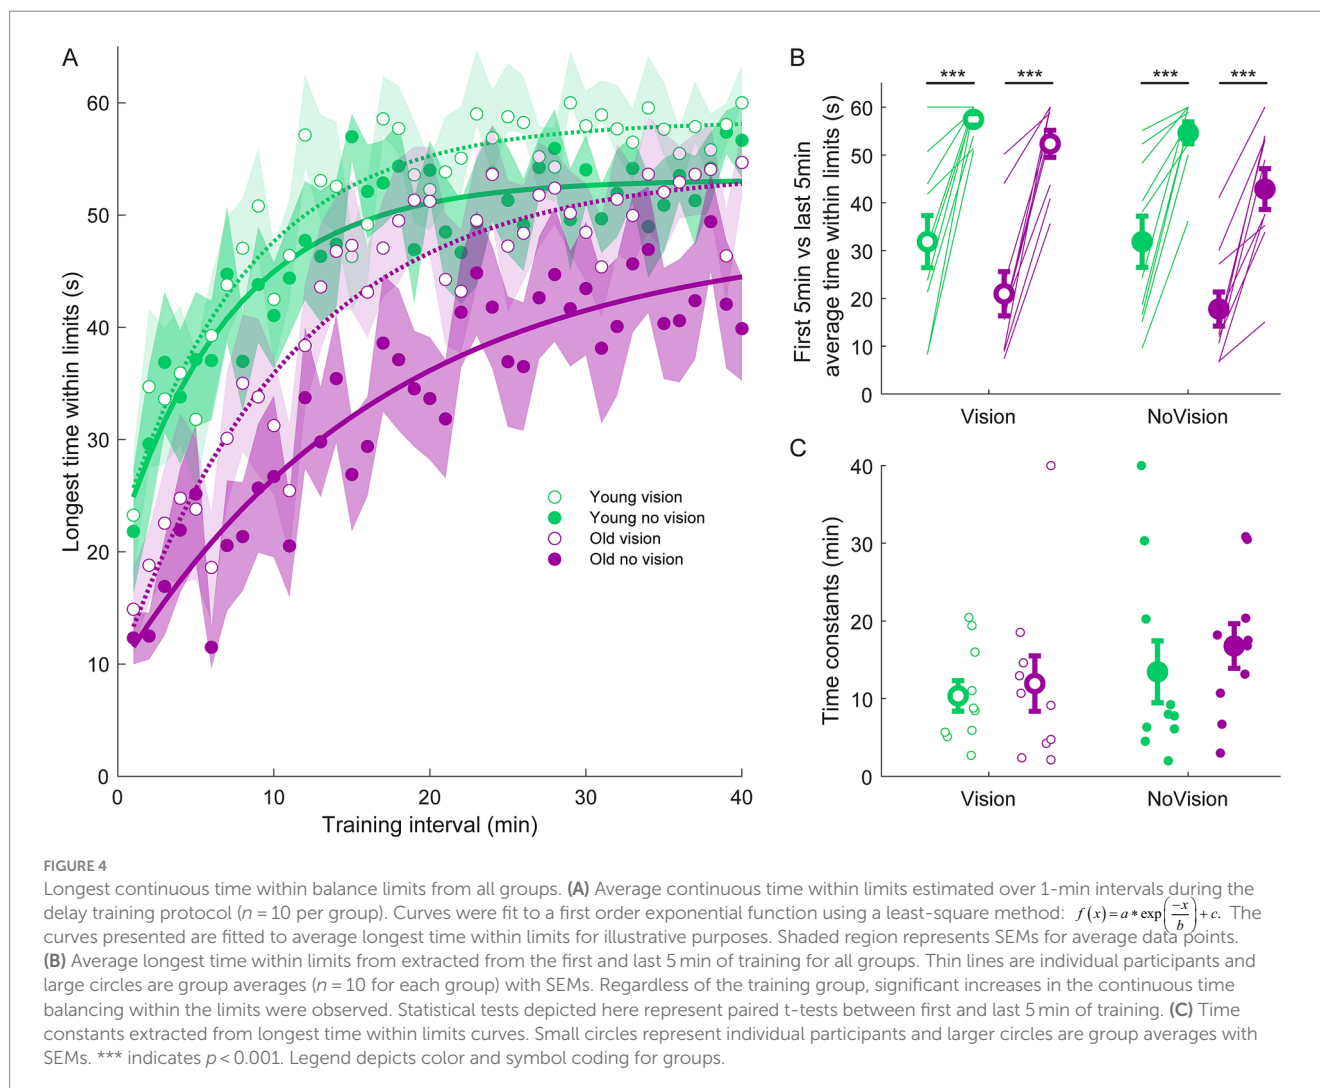 A
Longest time within limits (s)
60
50
40
30
20
10
0
0 10 20 30 40
Training interval (min)
Young vision
Young no vision
Old vision
Old no vision
B
*** *** *** ***
First 5min vs last 5min
average time within limits (s)
60
50
40
30
20
10
0
Vision NoVision
C
Time constants (min)
40
30
20
10
0
Vision NoVision
FIGURE 4
Longest continuous time within balance limits from all groups. (A) Average continuous time within limits estimated over 1-min intervals during the
delay training protocol (n = 10 per group). Curves were fit to a first order exponential function using a least-square method: f(x) = a * exp(-x/b) + c. The
curves presented are fitted to average longest time within limits for illustrative purposes. Shaded region represents SEMs for average data points.
(B) Average longest time within limits from extracted from the first and last 5 min of training for all groups. Thin lines are individual participants and
large circles are group averages (n = 10 for each group) with SEMs. Regardless of the training group, significant increases in the continuous time
balancing within the limits were observed. Statistical tests depicted here represent paired t-tests between first and last 5 min of training. (C) Time
constants extracted from longest time within limits curves. Small circles represent individual participants and larger circles are group averages with
SEMs. *** indicates p < 0.001. Legend depicts color and symbol coding for groups.